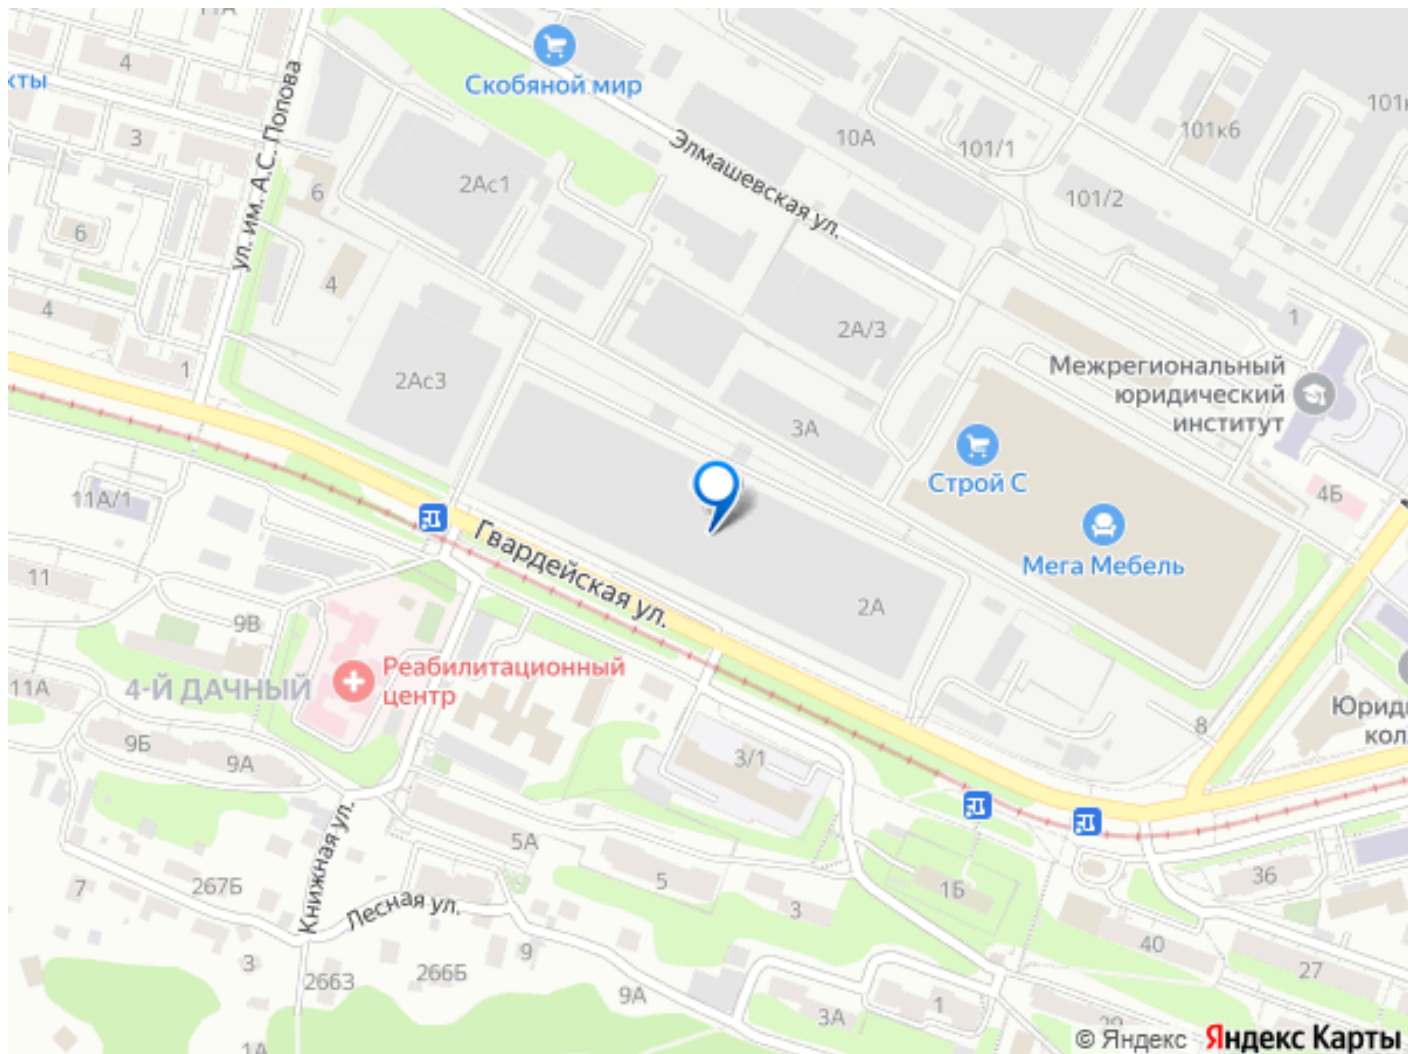 11А
4
кты
Скобяной мир
3
ул. им. А.С. Попова
6
2Ас1
Элмашевская ул.
10А
101/1
101к6
101/2
6
4
4
2Ас3
1
2А/3
3А
1
Межрегиональный
юридический
институт
Строй С
4Б
Мега Мебель
11А/1
11
Гвардейская ул.
2А
9В
4-Й ДАЧНЫЙ
Реабилитационный
центр
11А
9Б
9А
3/1
8
Книжная ул.
5А
5
3
1Б
36
7
267Б
Лесная ул.
40
27
3
2663
266Б
9
9А
3А
1
1А
© Яндекс
Яндекс Карты